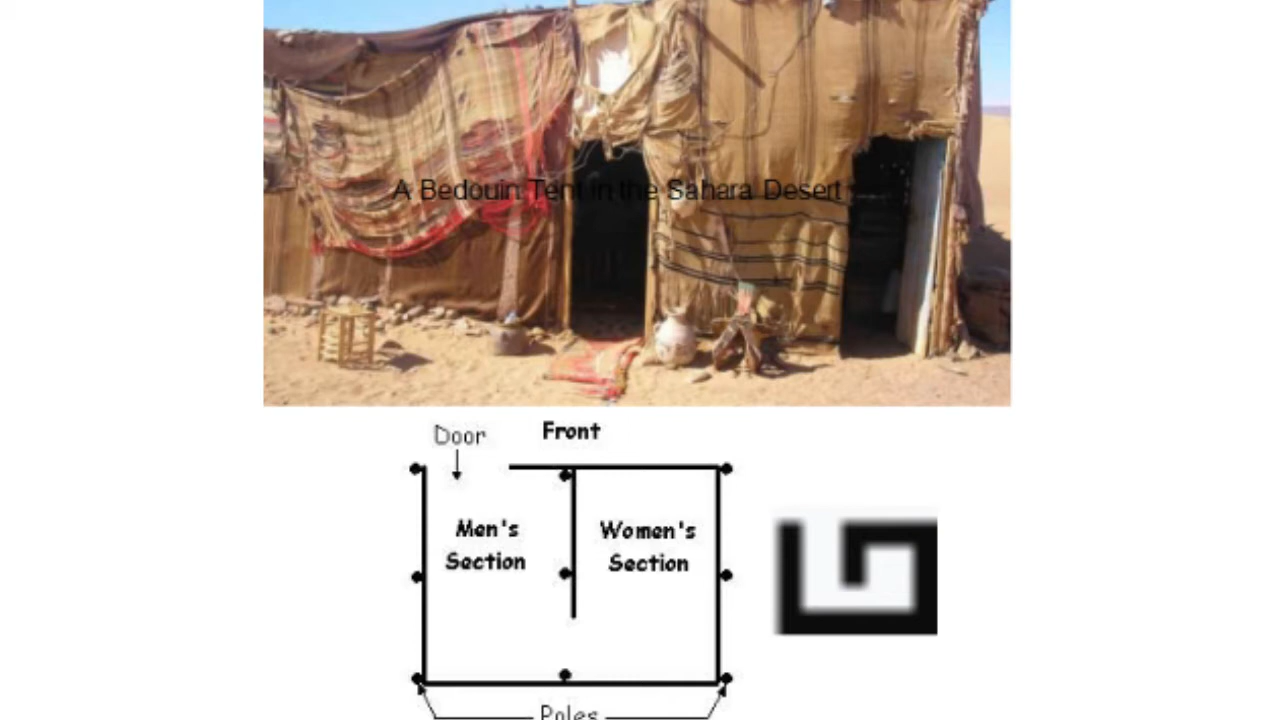 A Bedouin Tent in the Sahara Desert
Door
Front
Men's
Section
Women's
Section
Poles